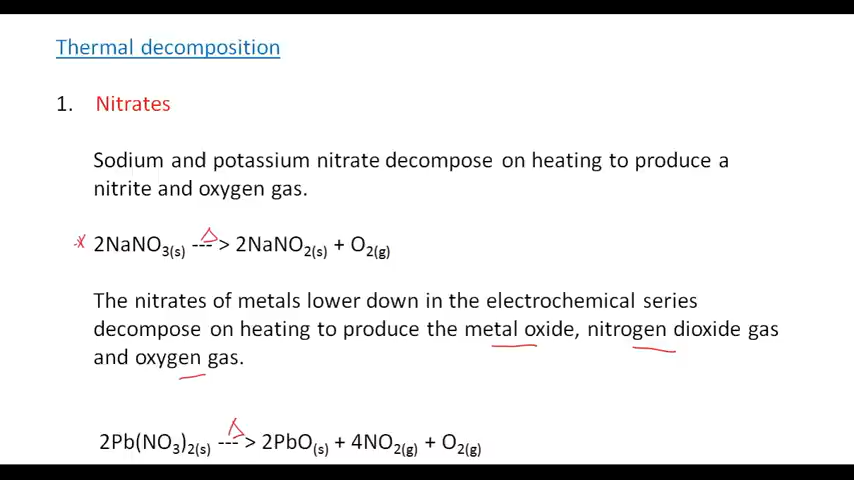 Thermal decomposition
1. Nitrates
Sodium and potassium nitrate decompose on heating to produce a
nitrite and oxygen gas.
* 2NaNO₃₍ₛ₎ ---> 2NaNO₂₍ₛ₎ + O₂₍g₎
The nitrates of metals lower down in the electrochemical series
decompose on heating to produce the metal oxide, nitrogen dioxide gas
and oxygen gas.
2Pb(NO₃)₂₍ₛ₎ ---> 2PbO₍ₛ₎ + 4NO₂₍g₎ + O₂₍g₎